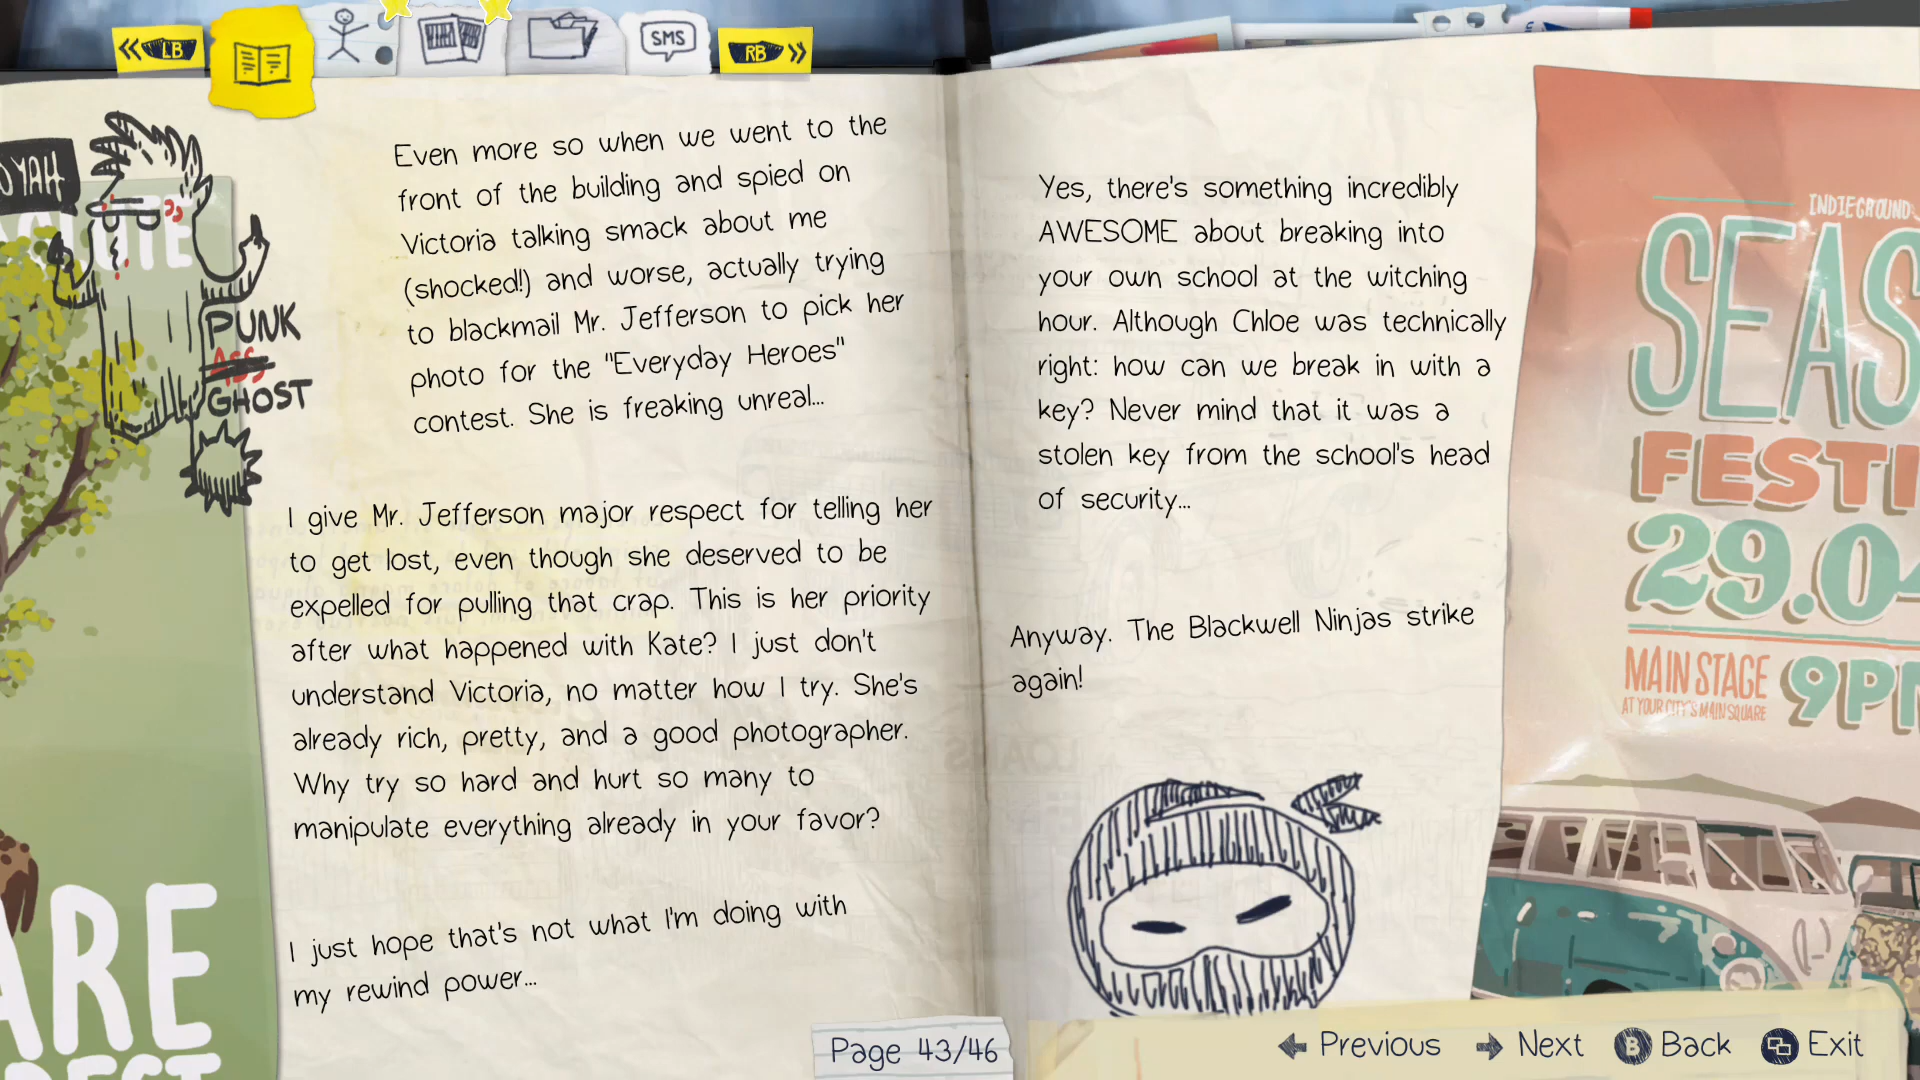 LB
SMS
RB
OYAH
PUNK
ASS
GHOST
Even more so when we went to the
front of the building and spied on
Victoria talking smack about me
(shocked!) and worse, actually trying
to blackmail Mr. Jefferson to pick her
photo for the "Everyday Heroes"
contest. She is freaking unreal...
I give Mr. Jefferson major respect for telling her
to get lost, even though she deserved to be
expelled for pulling that crap. This is her priority
after what happened with Kate? I just don't
understand Victoria, no matter how I try. She's
already rich, pretty, and a good photographer.
Why try so hard and hurt so many to
manipulate everything already in your favor?
I just hope that's not what I'm doing with
my rewind power...
ARE
Yes, there's something incredibly
AWESOME about breaking into
your own school at the witching
hour. Although Chloe was technically
right: how can we break in with a
key? Never mind that it was a
stolen key from the school's head
of security...
Anyway. The Blackwell Ninjas strike
again!
INDIEGROUND
SEAS
FESTI
29.04
MAIN STAGE
AT YOUR CITY'S MAIN SQUARE
9PM
Page 43/46
Previous
Next
B Back
Exit